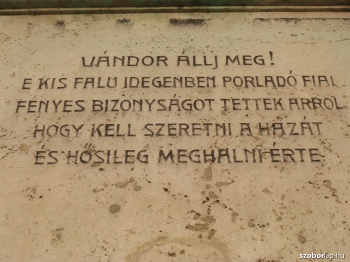 VÁNDOR ÁLLJ MEG!
E KIS FALU IDEGENBEN PORLADÓ FIAI
FÉNYES BIZONYSÁGOT TETTEK ARRÓL
HOGY KELL SZERETNI A HAZÁT
ÉS HŐSILEG MEGHALNI ÉRTE
szoborlap.hu